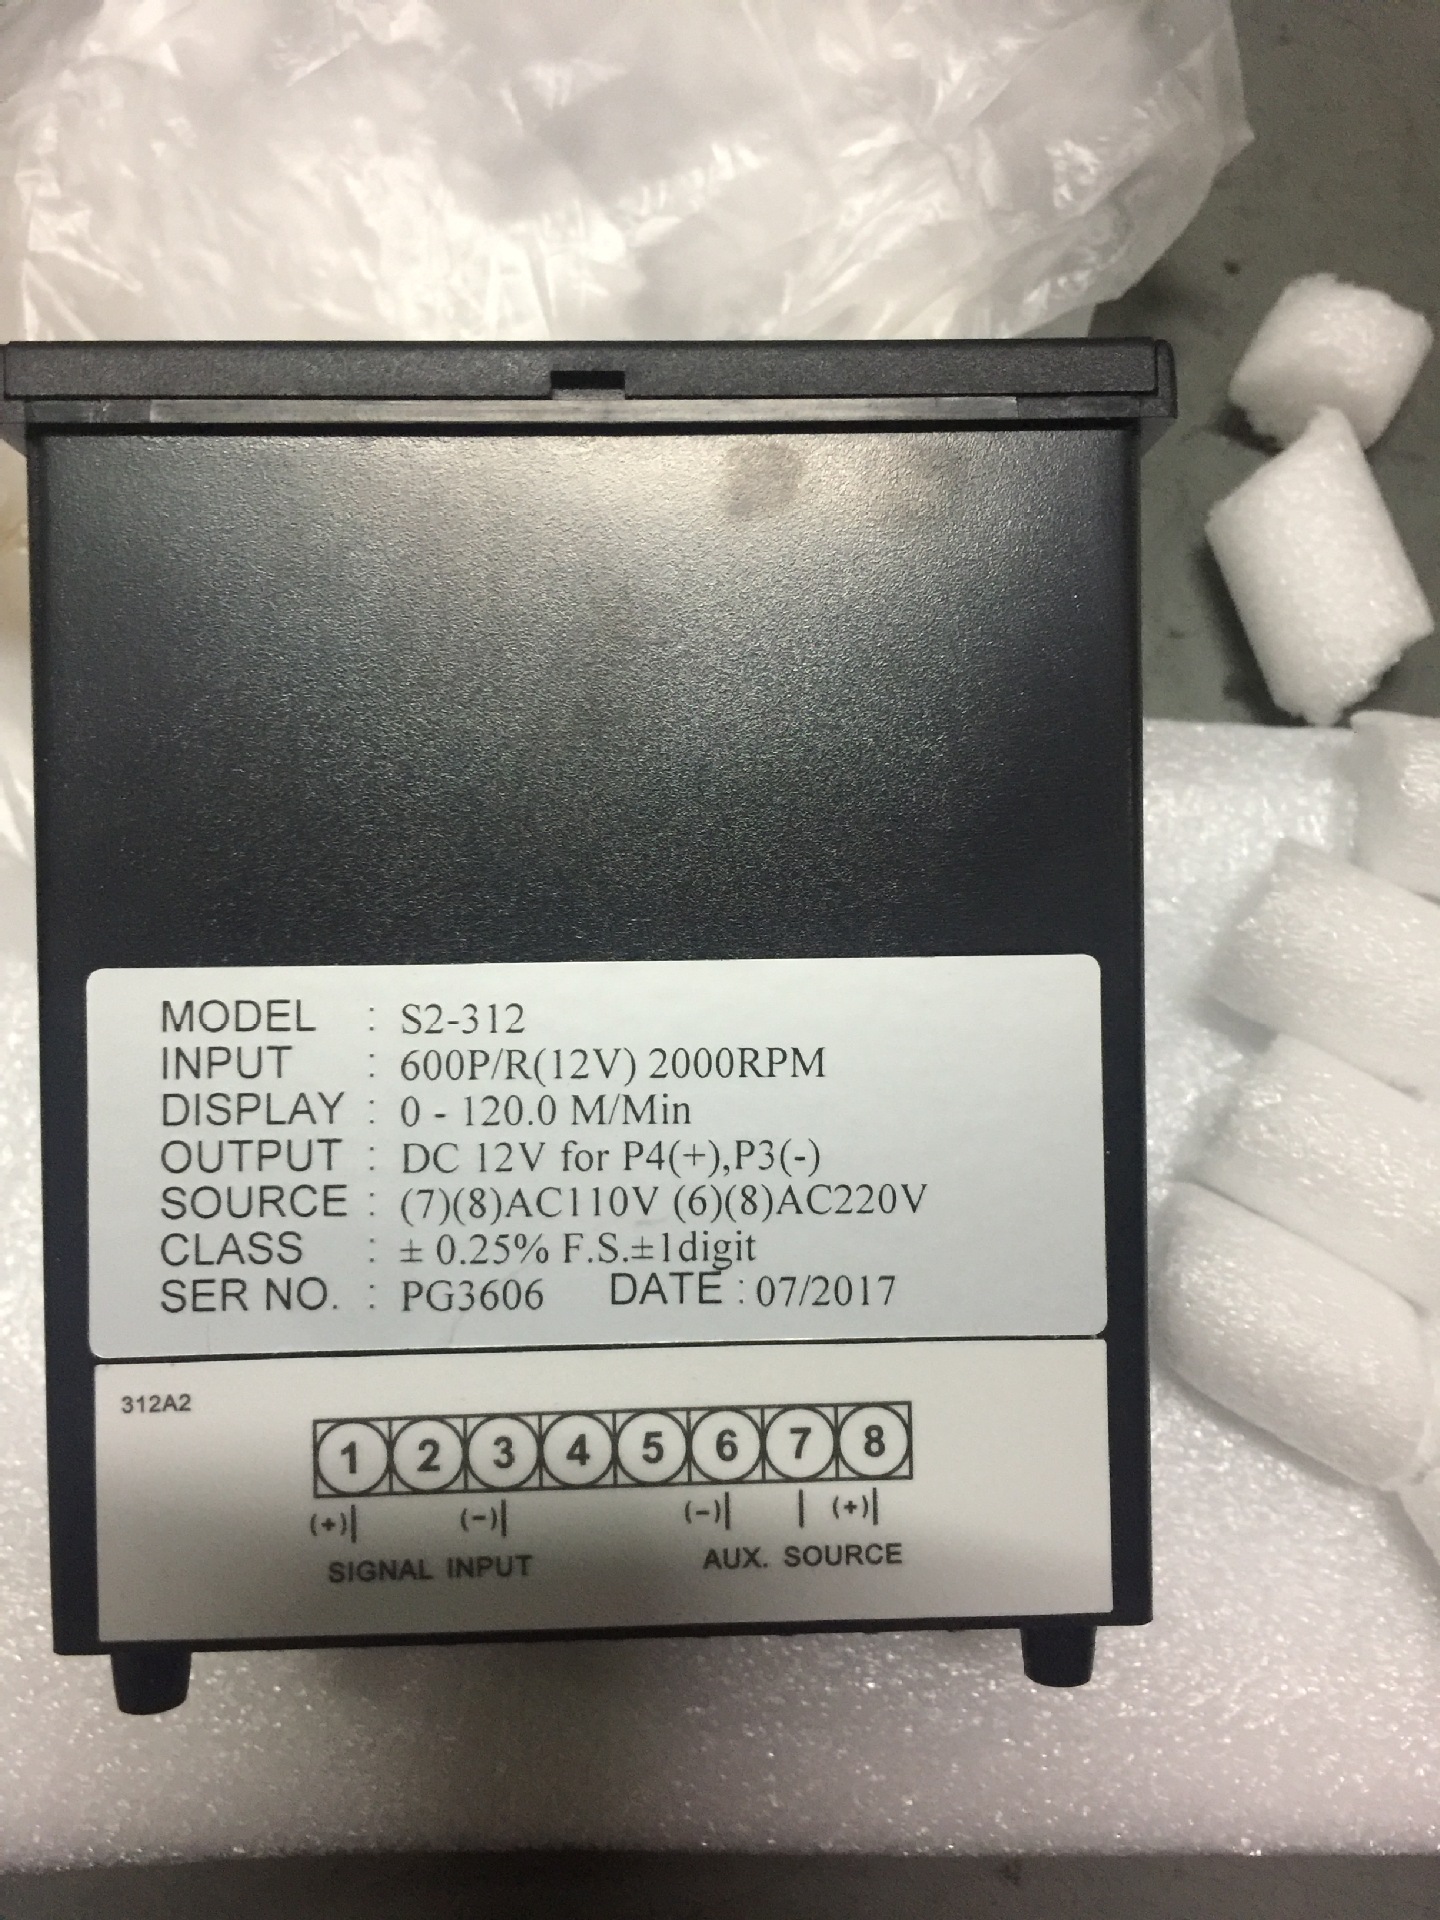 MODEL : S2-312
INPUT : 600P/R(12V) 2000RPM
DISPLAY : 0 - 120.0 M/Min
OUTPUT : DC 12V for P4(+),P3(-)
SOURCE : (7)(8)AC110V (6)(8)AC220V
CLASS : ± 0.25% F.S.±1digit
SER NO. : PG3606 DATE : 07/2017
312A2
1 2 3 4 5 6 7 8
(+) (-) (-) (+)
SIGNAL INPUT AUX. SOURCE